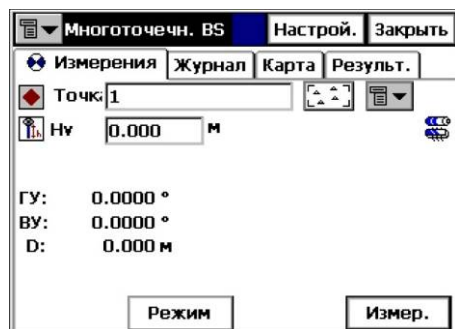 Многоточечн. BS Настрой. Закрыть
Измерения Журнал Карта Результ.
Точка 1
Hv 0.000 м
ГУ: 0.0000 °
ВУ: 0.0000 °
D: 0.000 м
Режим Измер.